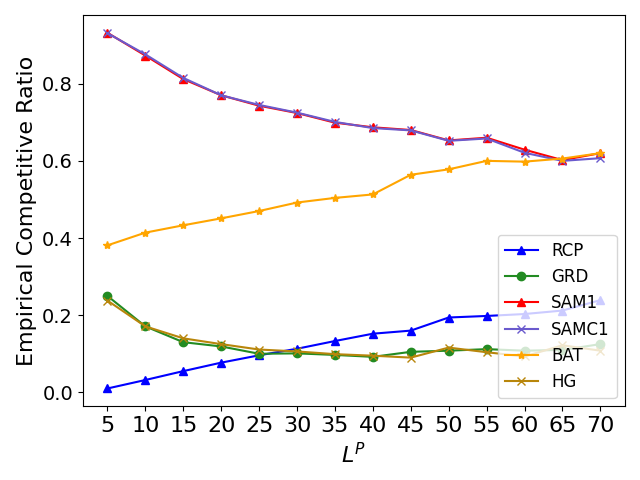 Empirical Competitive Ratio
0.8
0.6
0.4
0.2
0.0
5 10 15 20 25 30 35 40 45 50 55 60 65 70
L^P
RCP
GRD
SAM1
SAMC1
BAT
HG